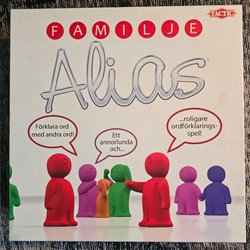 FAMILJE
TACTIC
Alias
Förklara ord
med andra ord!
Ett
annorlunda
och...
...roligare
ordförklarings-
spel!